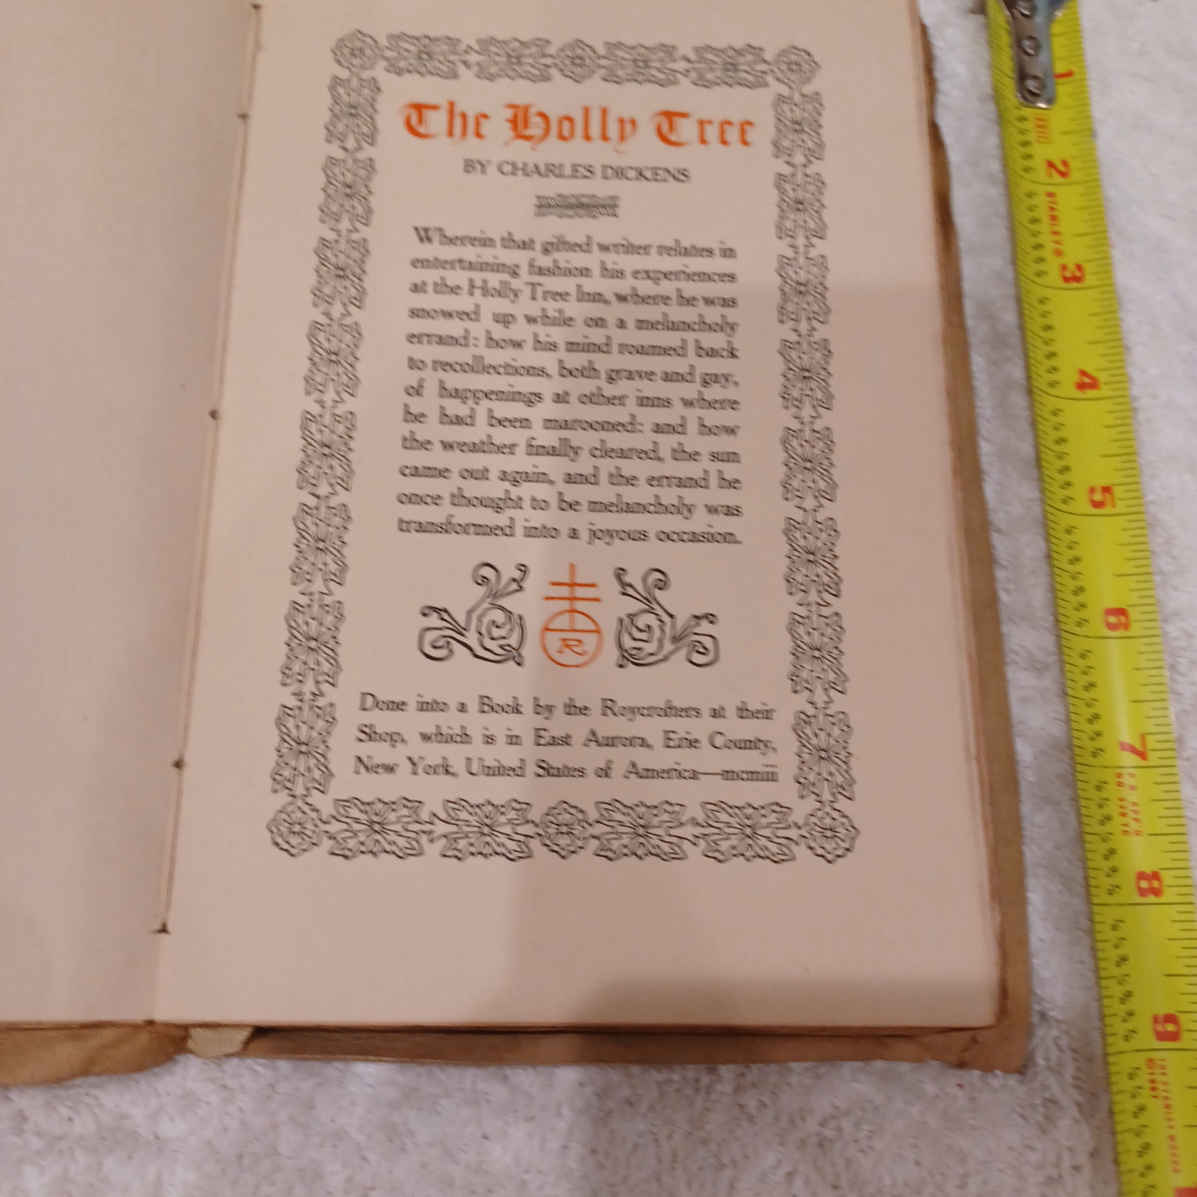 The Holly Tree
BY CHARLES DICKENS
Wherein that gifted writer relates in
entertaining fashion his experiences
at the Holly Tree Inn, where he was
snowed up while on a melancholy
errand: how his mind roamed back
to recollections, both grave and gay,
of happenings at other inns where
he had been marooned: and how
the weather finally cleared, the sun
came out again, and the errand he
once thought to be melancholy was
transformed into a joyous occasion.
R
Done into a Book by the Roycrofters at their
Shop, which is in East Aurora, Erie County,
New York, United States of America—mcmiii
1
2
STANLEY
3
4
5
6
7
8
9